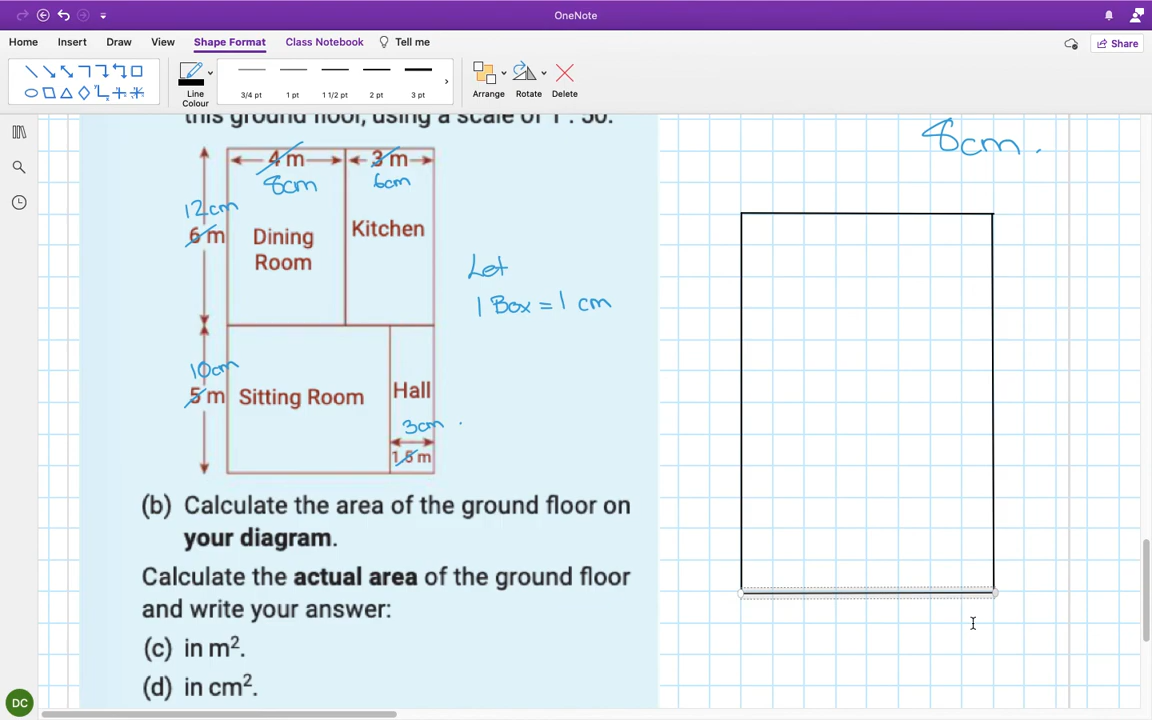 OneNote
Home Insert Draw View Shape Format Class Notebook Tell me
Share
Line
Colour
3/4 pt 1 pt 1 1/2 pt 2 pt 3 pt
Arrange Rotate Delete
this ground floor, using a scale of 1 : 50.
8cm.
4 m 3 m
8cm 6cm
12cm
6 m
Dining
Room
Kitchen
Let
1 Box = 1 cm
10cm
5 m
Sitting Room
Hall
3cm
1.5 m
(b) Calculate the area of the ground floor on
your diagram.
Calculate the actual area of the ground floor
and write your answer:
(c) in m².
(d) in cm².
DC